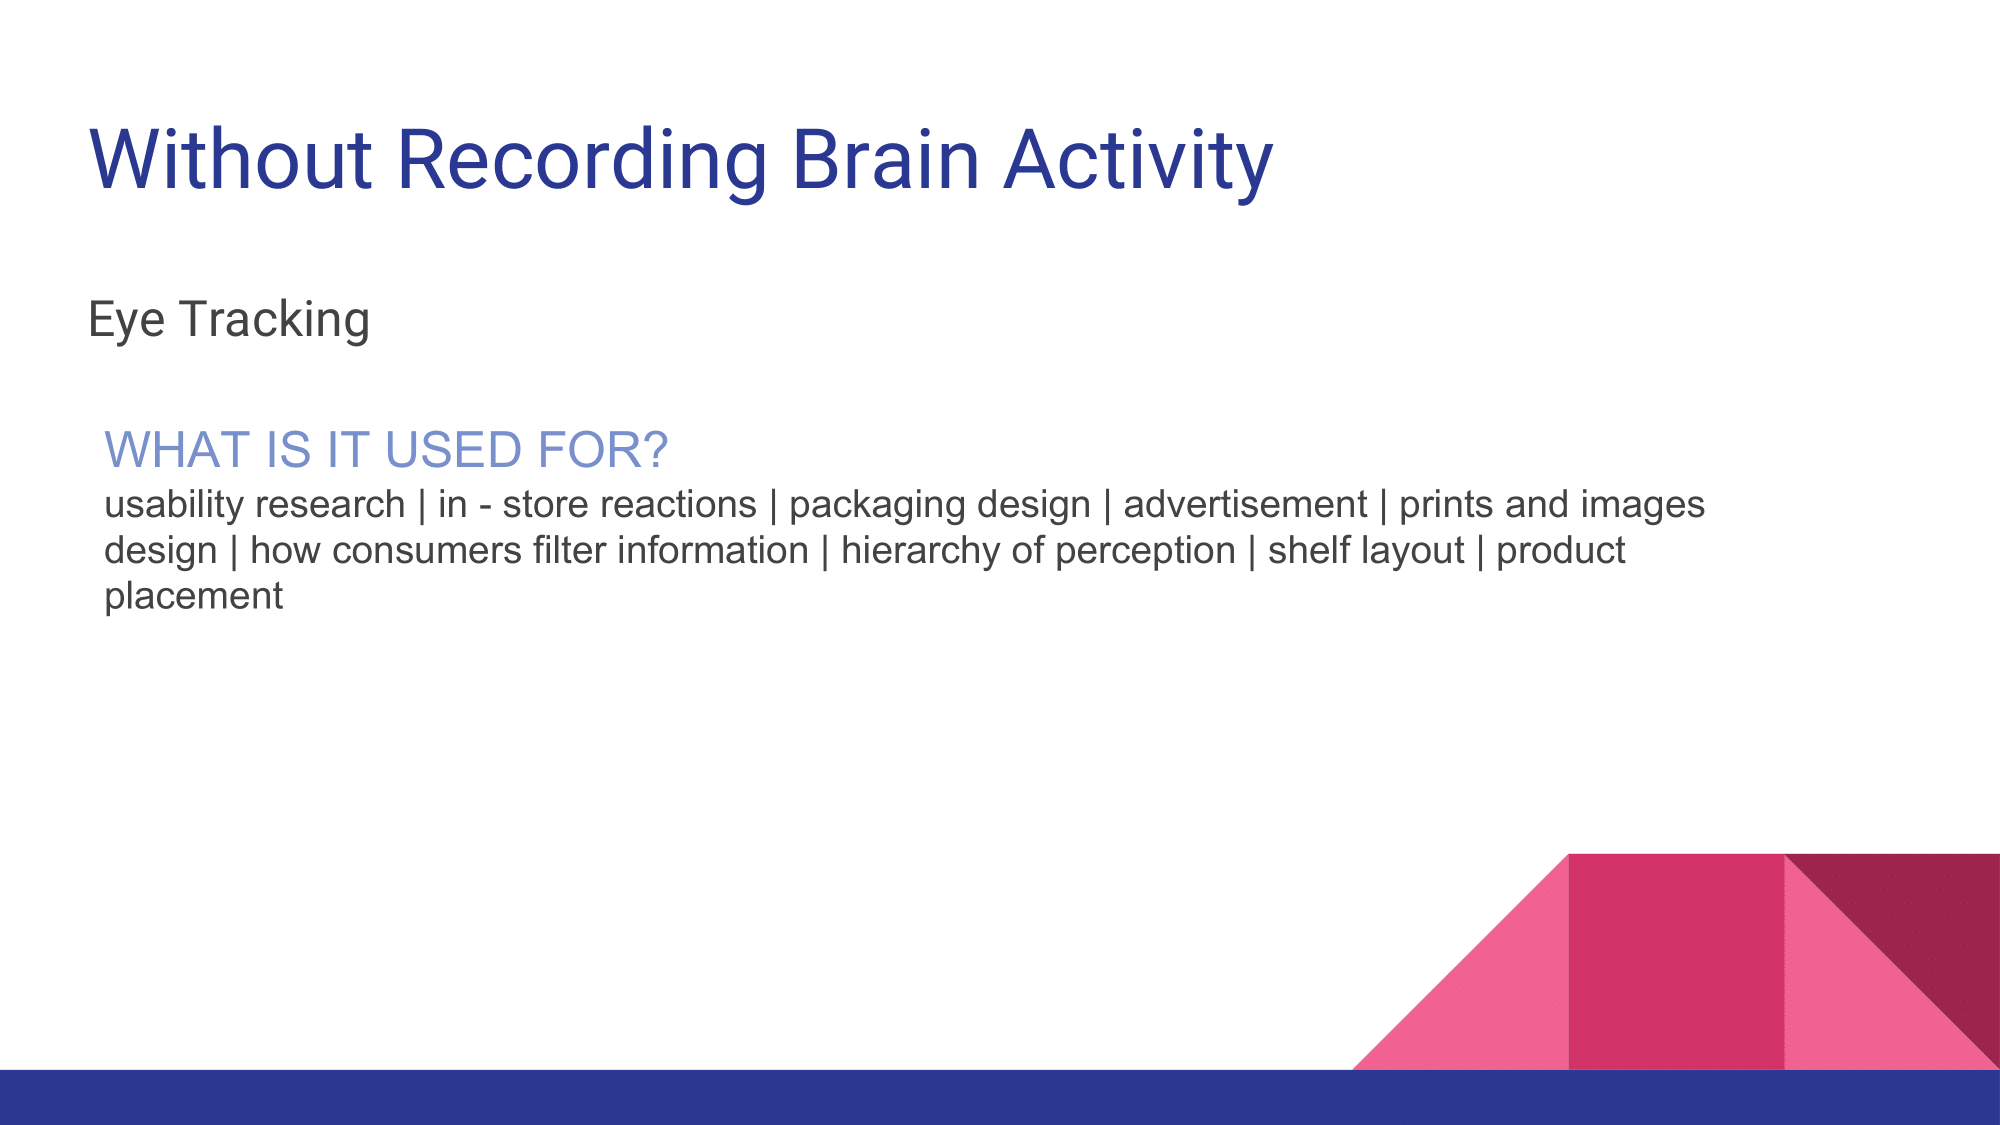 Without Recording Brain Activity
Eye Tracking
WHAT IS IT USED FOR?
usability research | in - store reactions | packaging design | advertisement | prints and images
design | how consumers filter information | hierarchy of perception | shelf layout | product
placement